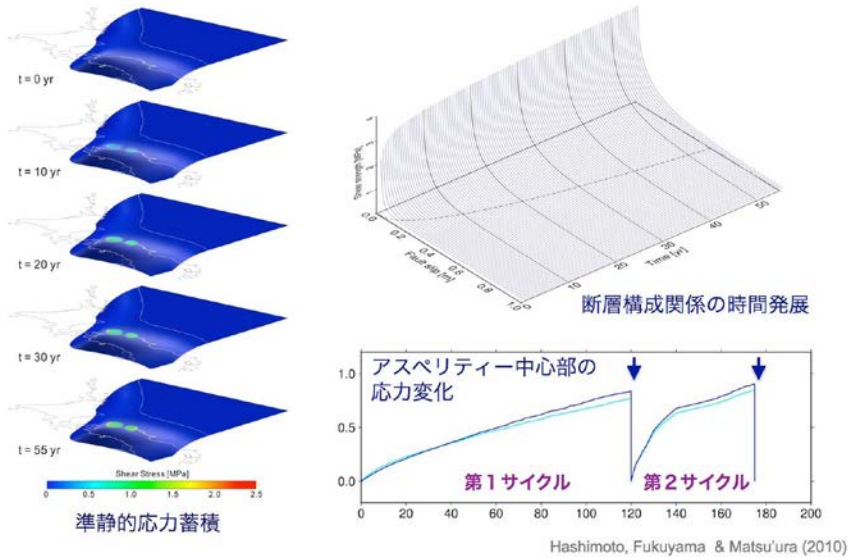 t = 0 yr
t = 10 yr
t = 20 yr
t = 30 yr
t = 55 yr
Shear Stress [MPa]
0 0.5 1.0 1.5 2.0 2.5
準静的応力蓄積
0.0
0.2
0.4
0.6
0.8
1.0
Fault slip [m]
0
10
20
30
40
50
Time [yr]
断層構成関係の時間発展
アスペリティー中心部の
応力変化
1.0
0.5
0.0
第1サイクル 第2サイクル
0 20 40 60 80 100 120 140 160 180 200
Hashimoto, Fukuyama & Matsu'ura (2010)